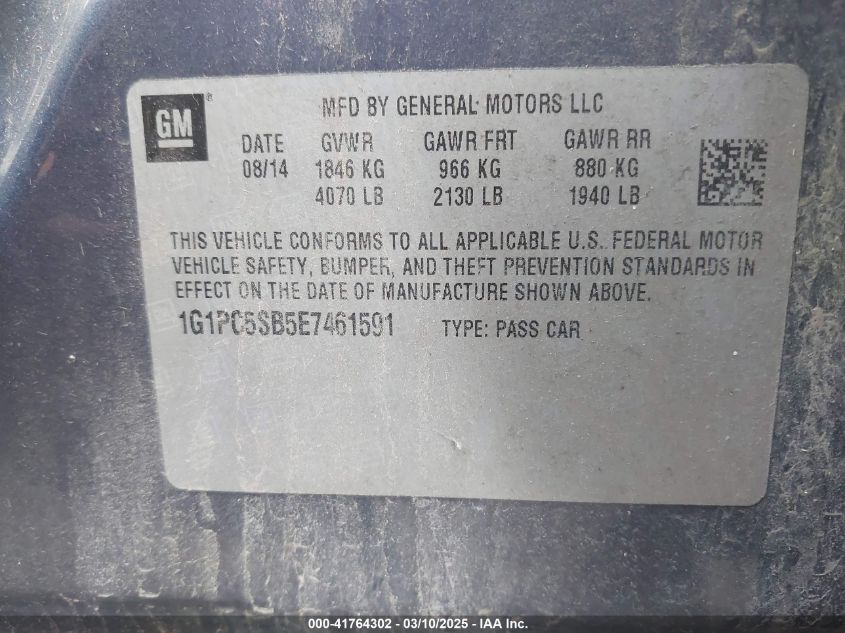 GM ®
MFD BY GENERAL MOTORS LLC
DATE GVWR GAWR FRT GAWR RR
08/14 1846 KG 966 KG 880 KG
4070 LB 2130 LB 1940 LB
THIS VEHICLE CONFORMS TO ALL APPLICABLE U.S. FEDERAL MOTOR
VEHICLE SAFETY, BUMPER, AND THEFT PREVENTION STANDARDS IN
EFFECT ON THE DATE OF MANUFACTURE SHOWN ABOVE.
1G1PC5SB5E7461591 TYPE: PASS CAR
000-41764302 - 03/10/2025 - IAA Inc.